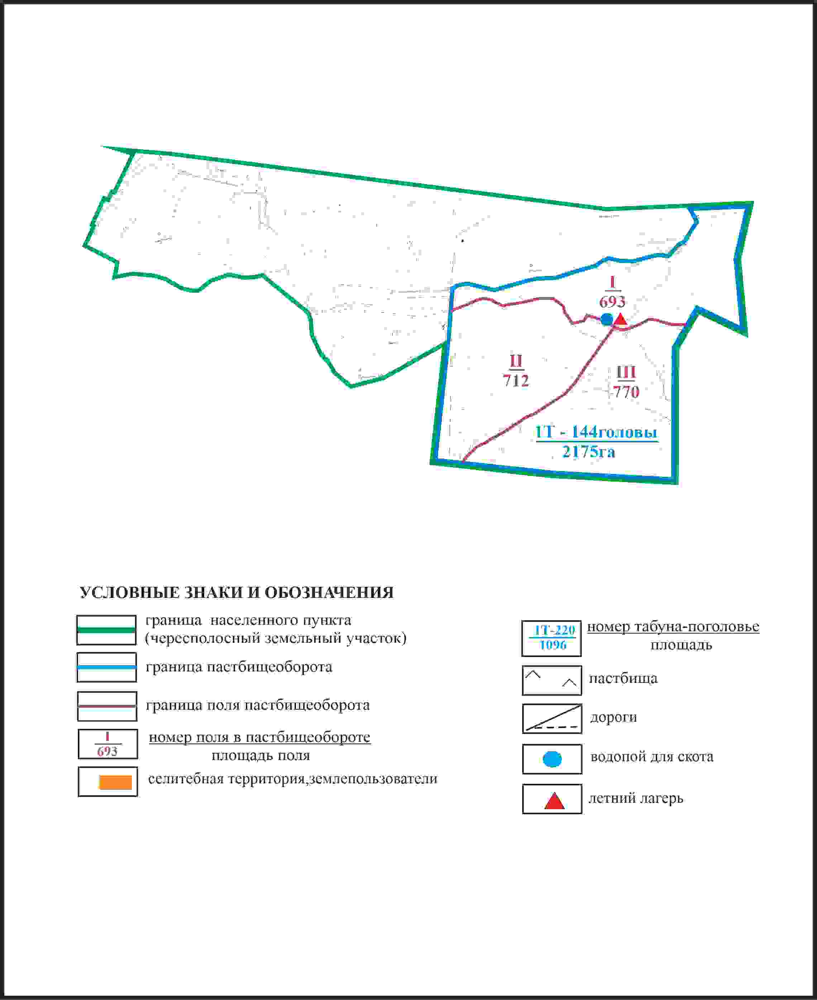 I
693
II
712
III
770
1Т - 144головы
2175га
УСЛОВНЫЕ ЗНАКИ И ОБОЗНАЧЕНИЯ
граница населенного пункта
(чересполосный земельный участок)
граница пастбищеоборота
граница поля пастбищеоборота
I
693
номер поля в пастбищеобороте
площадь поля
селитебная территория,землепользователи
1Т-220
1096
номер табуна-поголовье
площадь
пастбища
дороги
водопой для скота
летний лагерь